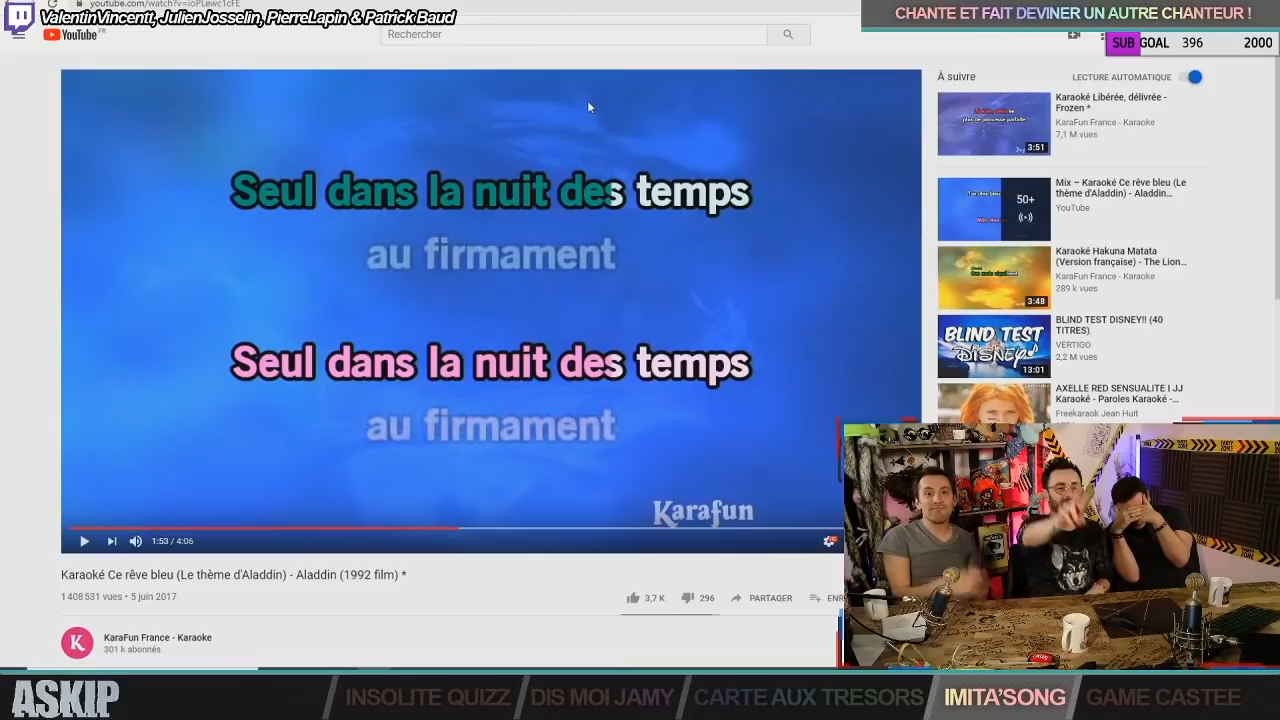 youtube.com/watch?v=ioPLewc1cFE
ValentinVincentt, JulienJosselin, PierreLapin & Patrick Baud
CHANTE ET FAIT DEVINER UN AUTRE CHANTEUR !
YouTube FR
Rechercher
SUB GOAL 396 2000
À suivre
LECTURE AUTOMATIQUE
Karaoké Libérée, délivrée -
Frozen *
KaraFun France - Karaoke
7,1 M vues
3:51
Seul dans la nuit des temps
au firmament
Seul dans la nuit des temps
au firmament
Karafun
1:53 / 4:06
HD
50+
Mix – Karaoké Ce rêve bleu (Le
thème d'Aladdin) - Aladdin...
YouTube
Karaoké Hakuna Matata
(Version française) - The Lion...
KaraFun France - Karaoke
289 k vues
3:48
BLIND TEST
DISNEY
13:01
BLIND TEST DISNEY!! (40
TITRES)
VERTIGO
2,2 M vues
AXELLE RED SENSUALITE I JJ
Karaoké - Paroles Karaoké -...
Freekaraok Jean Huit
Karaoké Ce rêve bleu (Le thème d'Aladdin) - Aladdin (1992 film) *
1 408 531 vues • 5 juin 2017
3,7 K
296
PARTAGER
ENR
K
KaraFun France - Karaoke
301 k abonnés
ASKIP
INSOLITE QUIZZ
DIS MOI JAMY
CARTE AUX TRESORS
IMITA'SONG
GAME CASTEE